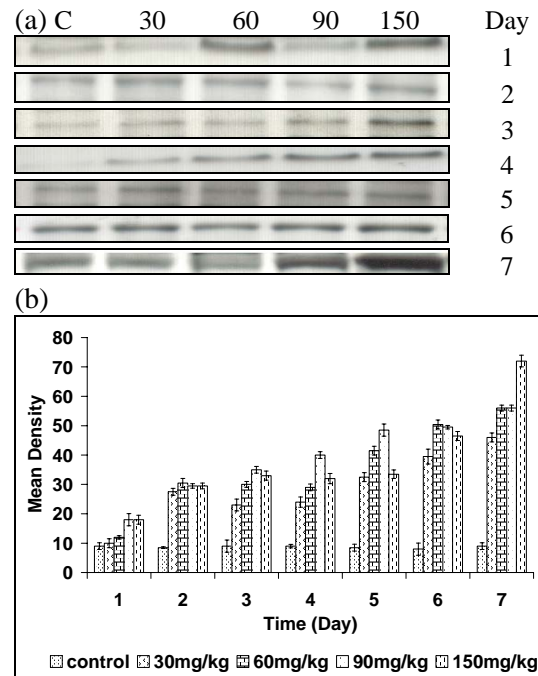 (a) C 30 60 90 150 Day
1
2
3
4
5
6
7
(b)
80
70
60
50
40
30
20
10
0
Mean Density
1 2 3 4 5 6 7
Time (Day)
control 30mg/kg 60mg/kg 90mg/kg 150mg/kg